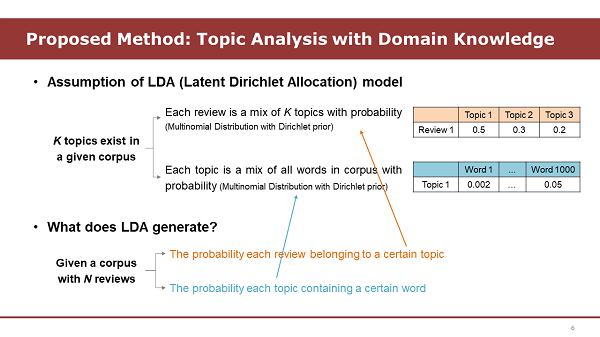 Proposed Method: Topic Analysis with Domain Knowledge
• Assumption of LDA (Latent Dirichlet Allocation) model
K topics exist in
a given corpus
Each review is a mix of K topics with probability
(Multinomial Distribution with Dirichlet prior)
Topic 1 Topic 2 Topic 3
Review 1 0.5 0.3 0.2
Each topic is a mix of all words in corpus with
probability (Multinomial Distribution with Dirichlet prior)
Word 1 ... Word 1000
Topic 1 0.002 ... 0.05
• What does LDA generate?
Given a corpus
with N reviews
The probability each review belonging to a certain topic
The probability each topic containing a certain word
6